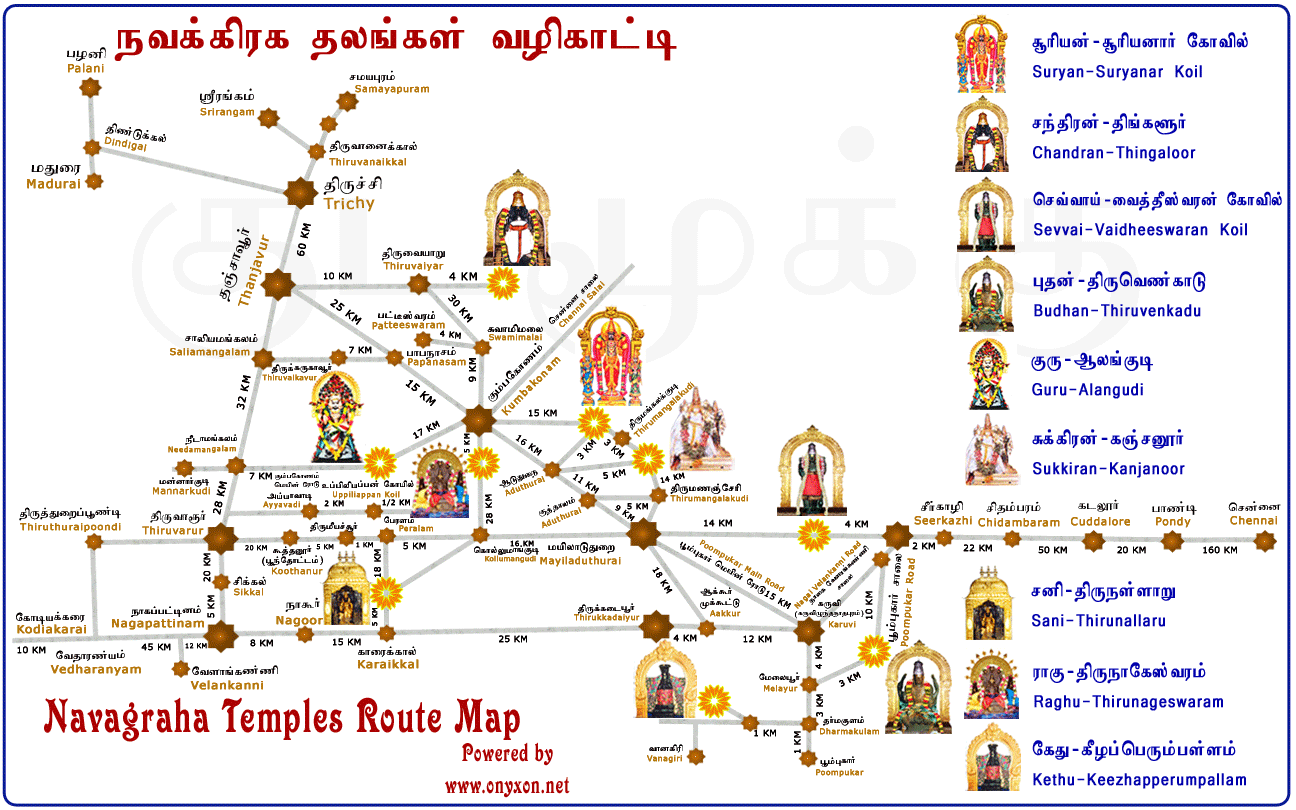 நவக்கிரக தலங்கள் வழிகாட்டி
பழனி
Palani
திண்டுக்கல்
Dindigal
மதுரை
Madurai
ஸ்ரீரங்கம்
Srirangam
சமயபுரம்
Samayapuram
திருவானைக்கால்
Thiruvanaikkal
திருச்சி
Trichy
60 KM
தஞ்சாவூர்
Thanjavur
10 KM
திருவையாறு
Thiruvaiyar
4 KM
25 KM
30 KM
பட்டீஸ்வரம்
Patteeswaram
4 KM
சுவாமிமலை
Swamimalai
சென்னை சாலை
Chennai Salai
சாலியமங்கலம்
Saliamangalam
7 KM
பாபநாசம்
Papanasam
திருக்கருகாவூர்
Thiruvalkavur
9 KM
கும்பகோணம்
Kumbakonam
32 KM
15 KM
15 KM
திருமங்கலக்குடி
Thirumangalakudi
17 KM
5 KM
16 KM
3 KM
3 KM
நீடாமங்கலம்
Needamangalam
மன்னார்குடி
Mannarkudi
7 KM
கும்பகோணம்
மெயின் ரோடு
உப்பிலியப்பன் கோயில்
Uppiliappan Koil
ஆடுதுறை
Aduthurai
5 KM
14 KM
11 KM
திருமணஞ்சேரி
Thirumangalakudi
28 KM
அய்யாவாடி
Ayyavadi
2 KM
1/2 KM
28 KM
குத்தாலம்
Aduthurai
5 KM
9 KM
திருத்துறைப்பூண்டி
Thiruthuraipoondi
திருவாரூர்
Thiruvarur
20 KM
கூத்தனூர்
(பூந்தோட்டம்)
Koothanur
திருமீயச்சூர்
5 KM
1 KM
பேரளம்
Peralam
5 KM
16 KM
கொல்லுமாங்குடி
Kollumangudi
மயிலாடுதுறை
Mayiladuthurai
14 KM
4 KM
சீர்காழி
Seerkazhi
2 KM
சிதம்பரம்
Chidambaram
22 KM
கடலூர்
Cuddalore
50 KM
பாண்டி
Pondy
20 KM
சென்னை
Chennai
160 KM
20 KM
சிக்கல்
Sikkal
18 KM
5 KM
5 KM
பூம்புகார் மெயின் ரோடு
Poompukar Main Road
15 KM
Nagai Velankanni Road
பூம்புகார் சாலை
Poompukar Road
10 KM
18 KM
கோடியக்கரை
Kodiakarai
நாகப்பட்டினம்
Nagapattinam
நாகூர்
Nagoor
திருக்கடையூர்
Thirukkadaiyur
ஆக்கூர்
முக்கூட்டு
Aakkur
கருவி
Karuvi
10 KM
45 KM
12 KM
8 KM
15 KM
காரைக்கால்
Karaikkal
25 KM
4 KM
12 KM
வேதாரண்யம்
Vedharanyam
வேளாங்கண்ணி
Velankanni
4 KM
3 KM
மேலையூர்
Melayur
3 KM
தர்மகுளம்
Dharmakulam
1 KM
1 KM
வானகிரி
Vanagiri
பூம்புகார்
Poompukar
சூரியன்-சூரியனார் கோவில்
Suryan-Suryanar Koil
சந்திரன்-திங்களூர்
Chandran-Thingaloor
செவ்வாய்-வைத்தீஸ்வரன் கோவில்
Sevvai-Vaidheeswaran Koil
புதன்-திருவெண்காடு
Budhan-Thiruvenkadu
குரு-ஆலங்குடி
Guru-Alangudi
சுக்கிரன்-கஞ்சனூர்
Sukkiran-Kanjanoor
சனி-திருநள்ளாறு
Sani-Thirunallaru
ராகு-திருநாகேஸ்வரம்
Raghu-Thirunageswaram
கேது-கீழப்பெரும்பள்ளம்
Kethu-Keezhapperumpallam
Navagraha Temples Route Map
Powered by
www.onyxon.net